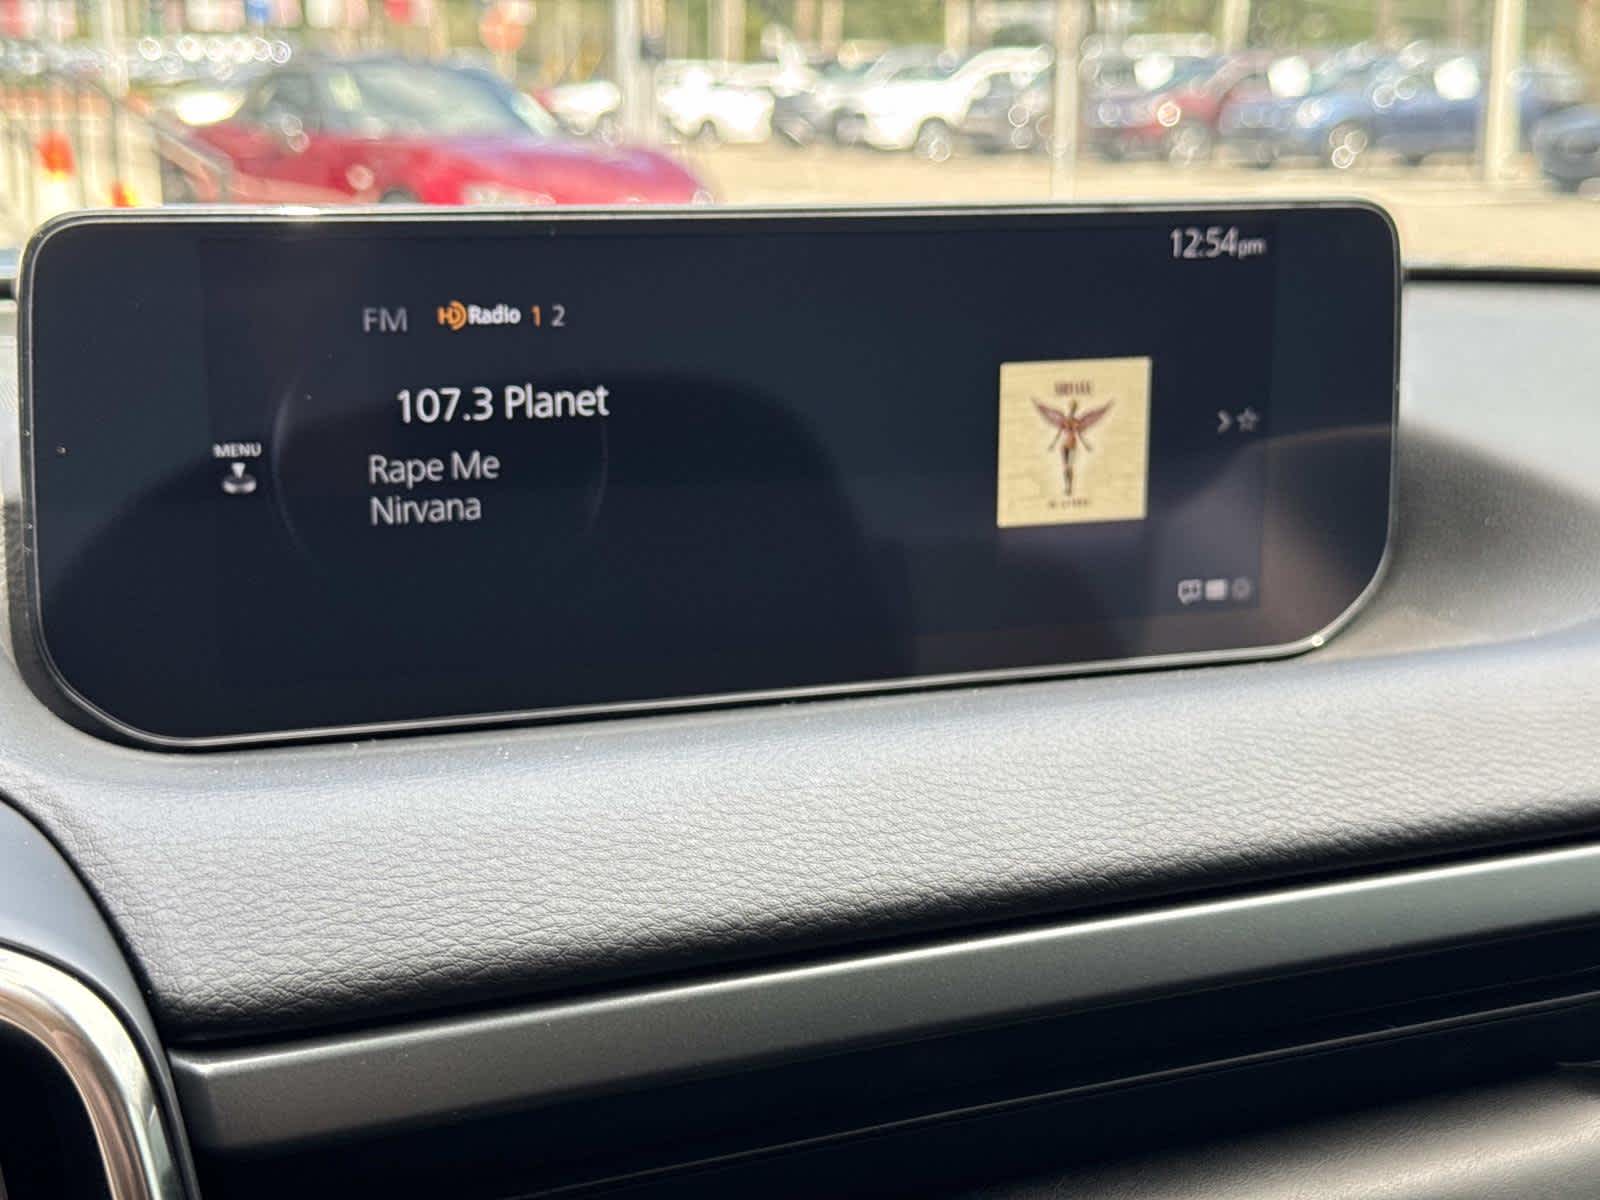 12:54pm
FM HD Radio 1 2
107.3 Planet
MENU
Rape Me
Nirvana